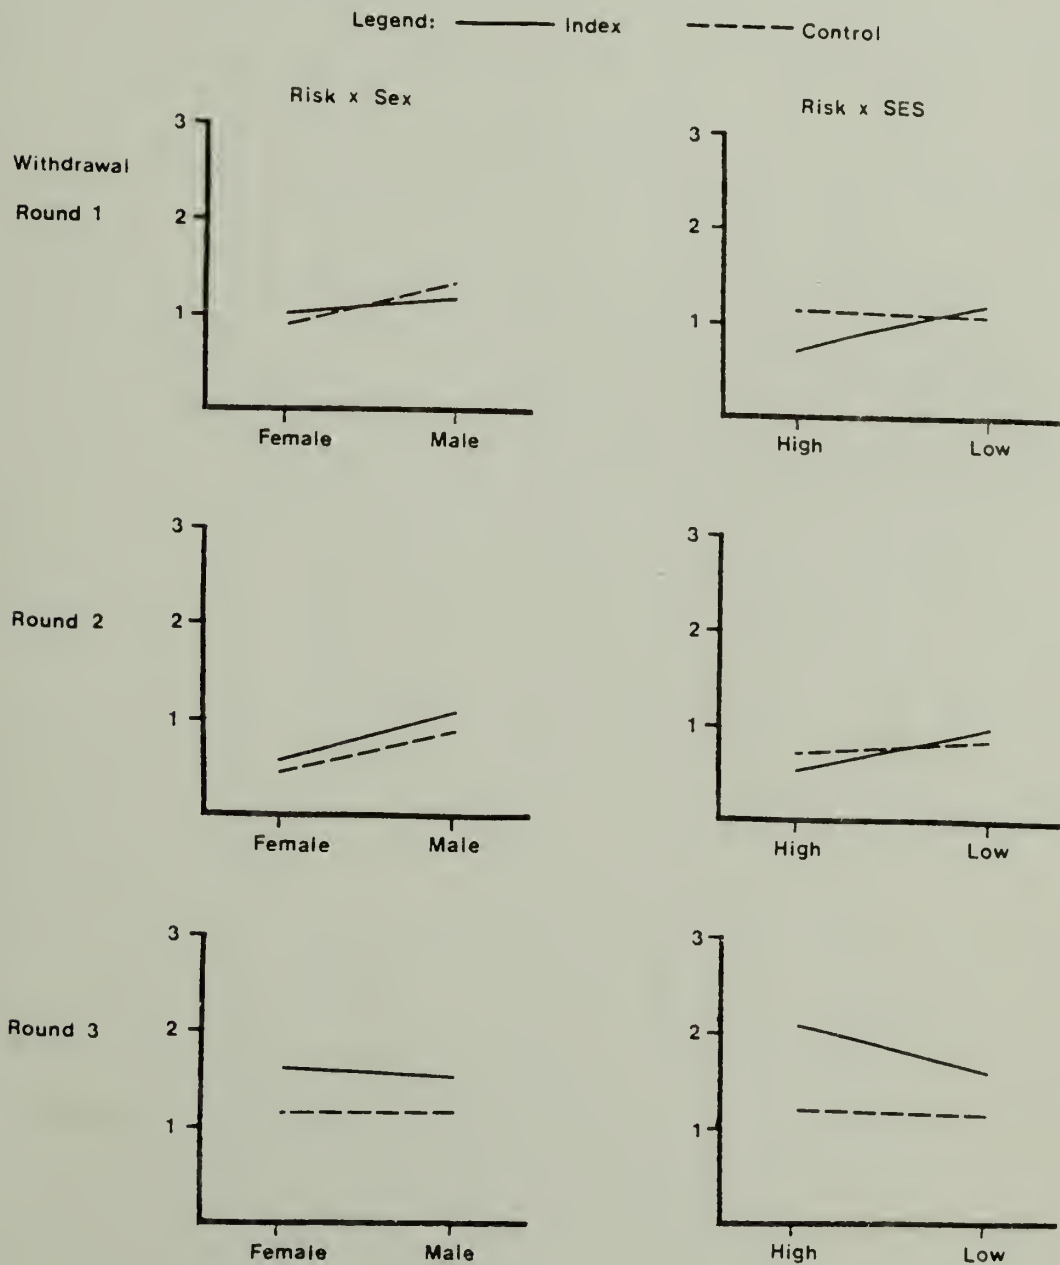 Legend: Index Control
Risk x Sex
Risk x SES
Withdrawal
Round 1
3
2
1
Female Male
3
2
1
High Low
Round 2
3
2
1
Female Male
3
2
1
High Low
Round 3
3
2
1
Female Male
3
2
1
High Low